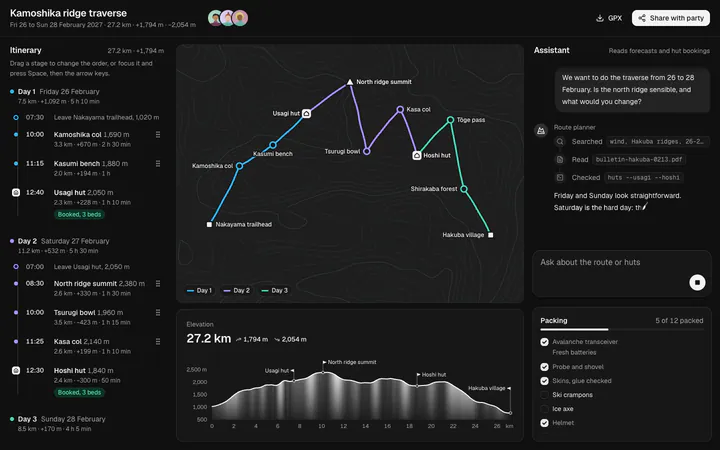 Kamoshika ridge traverse
Fri 26 to Sun 28 February 2027 · 27.2 km · +1,794 m · −2,054 m
GPX
Share with party
Itinerary
27.2 km · +1,794 m
Drag a stage to change the order, or focus it and
press Space, then the arrow keys.
Day 1 Friday 26 February
7.5 km · +1,092 m · 5 h 10 min
07:30 Leave Nakayama trailhead, 1,020 m
10:00 Kamoshika col 1,690 m
3.3 km · +670 m · 2 h 30 min
11:15 Kasumi bench 1,880 m
2.0 km · +194 m · 1 h
12:40 Usagi hut 2,050 m
2.3 km · +228 m · 1 h 10 min
Booked, 3 beds
Day 2 Saturday 27 February
11.2 km · +532 m · 5 h 30 min
07:00 Leave Usagi hut, 2,050 m
08:30 North ridge summit 2,380 m
2.6 km · +330 m · 1 h 30 min
10:00 Tsurugi bowl 1,960 m
3.5 km · −423 m · 1 h 15 min
11:25 Kasa col 2,140 m
2.6 km · +199 m · 1 h 10 min
12:30 Hoshi hut 1,840 m
2.4 km · −300 m · 50 min
Booked, 3 beds
Day 3 Sunday 28 February
8.5 km · +170 m · 4 h 5 min
North ridge summit
Usagi hut
Kasa col
Tōge pass
Kasumi bench
Tsurugi bowl
Hoshi hut
Kamoshika col
Shirakaba forest
Nakayama trailhead
Hakuba village
Day 1
Day 2
Day 3
Elevation
27.2 km 1,794 m 2,054 m
North ridge summit
Usagi hut
Hoshi hut
Hakuba village
2,500 m
2,000
1,500
1,000
500
0 2 4 6 8 10 12 14 16 18 20 22 24 26 km
Assistant
Reads forecasts and hut bookings
We want to do the traverse from 26 to 28
February. Is the north ridge sensible, and
what would you change?
Route planner
Searched wind, Hakuba ridges, 26–2…
Read bulletin-hakuba-0213.pdf
Checked huts --usagi --hoshi
Friday and Sunday look straightforward.
Saturday is the hard day: th
Ask about the route or huts
Packing
5 of 12 packed
Avalanche transceiver
Fresh batteries
Probe and shovel
Skins, glue checked
Ski crampons
Ice axe
Helmet